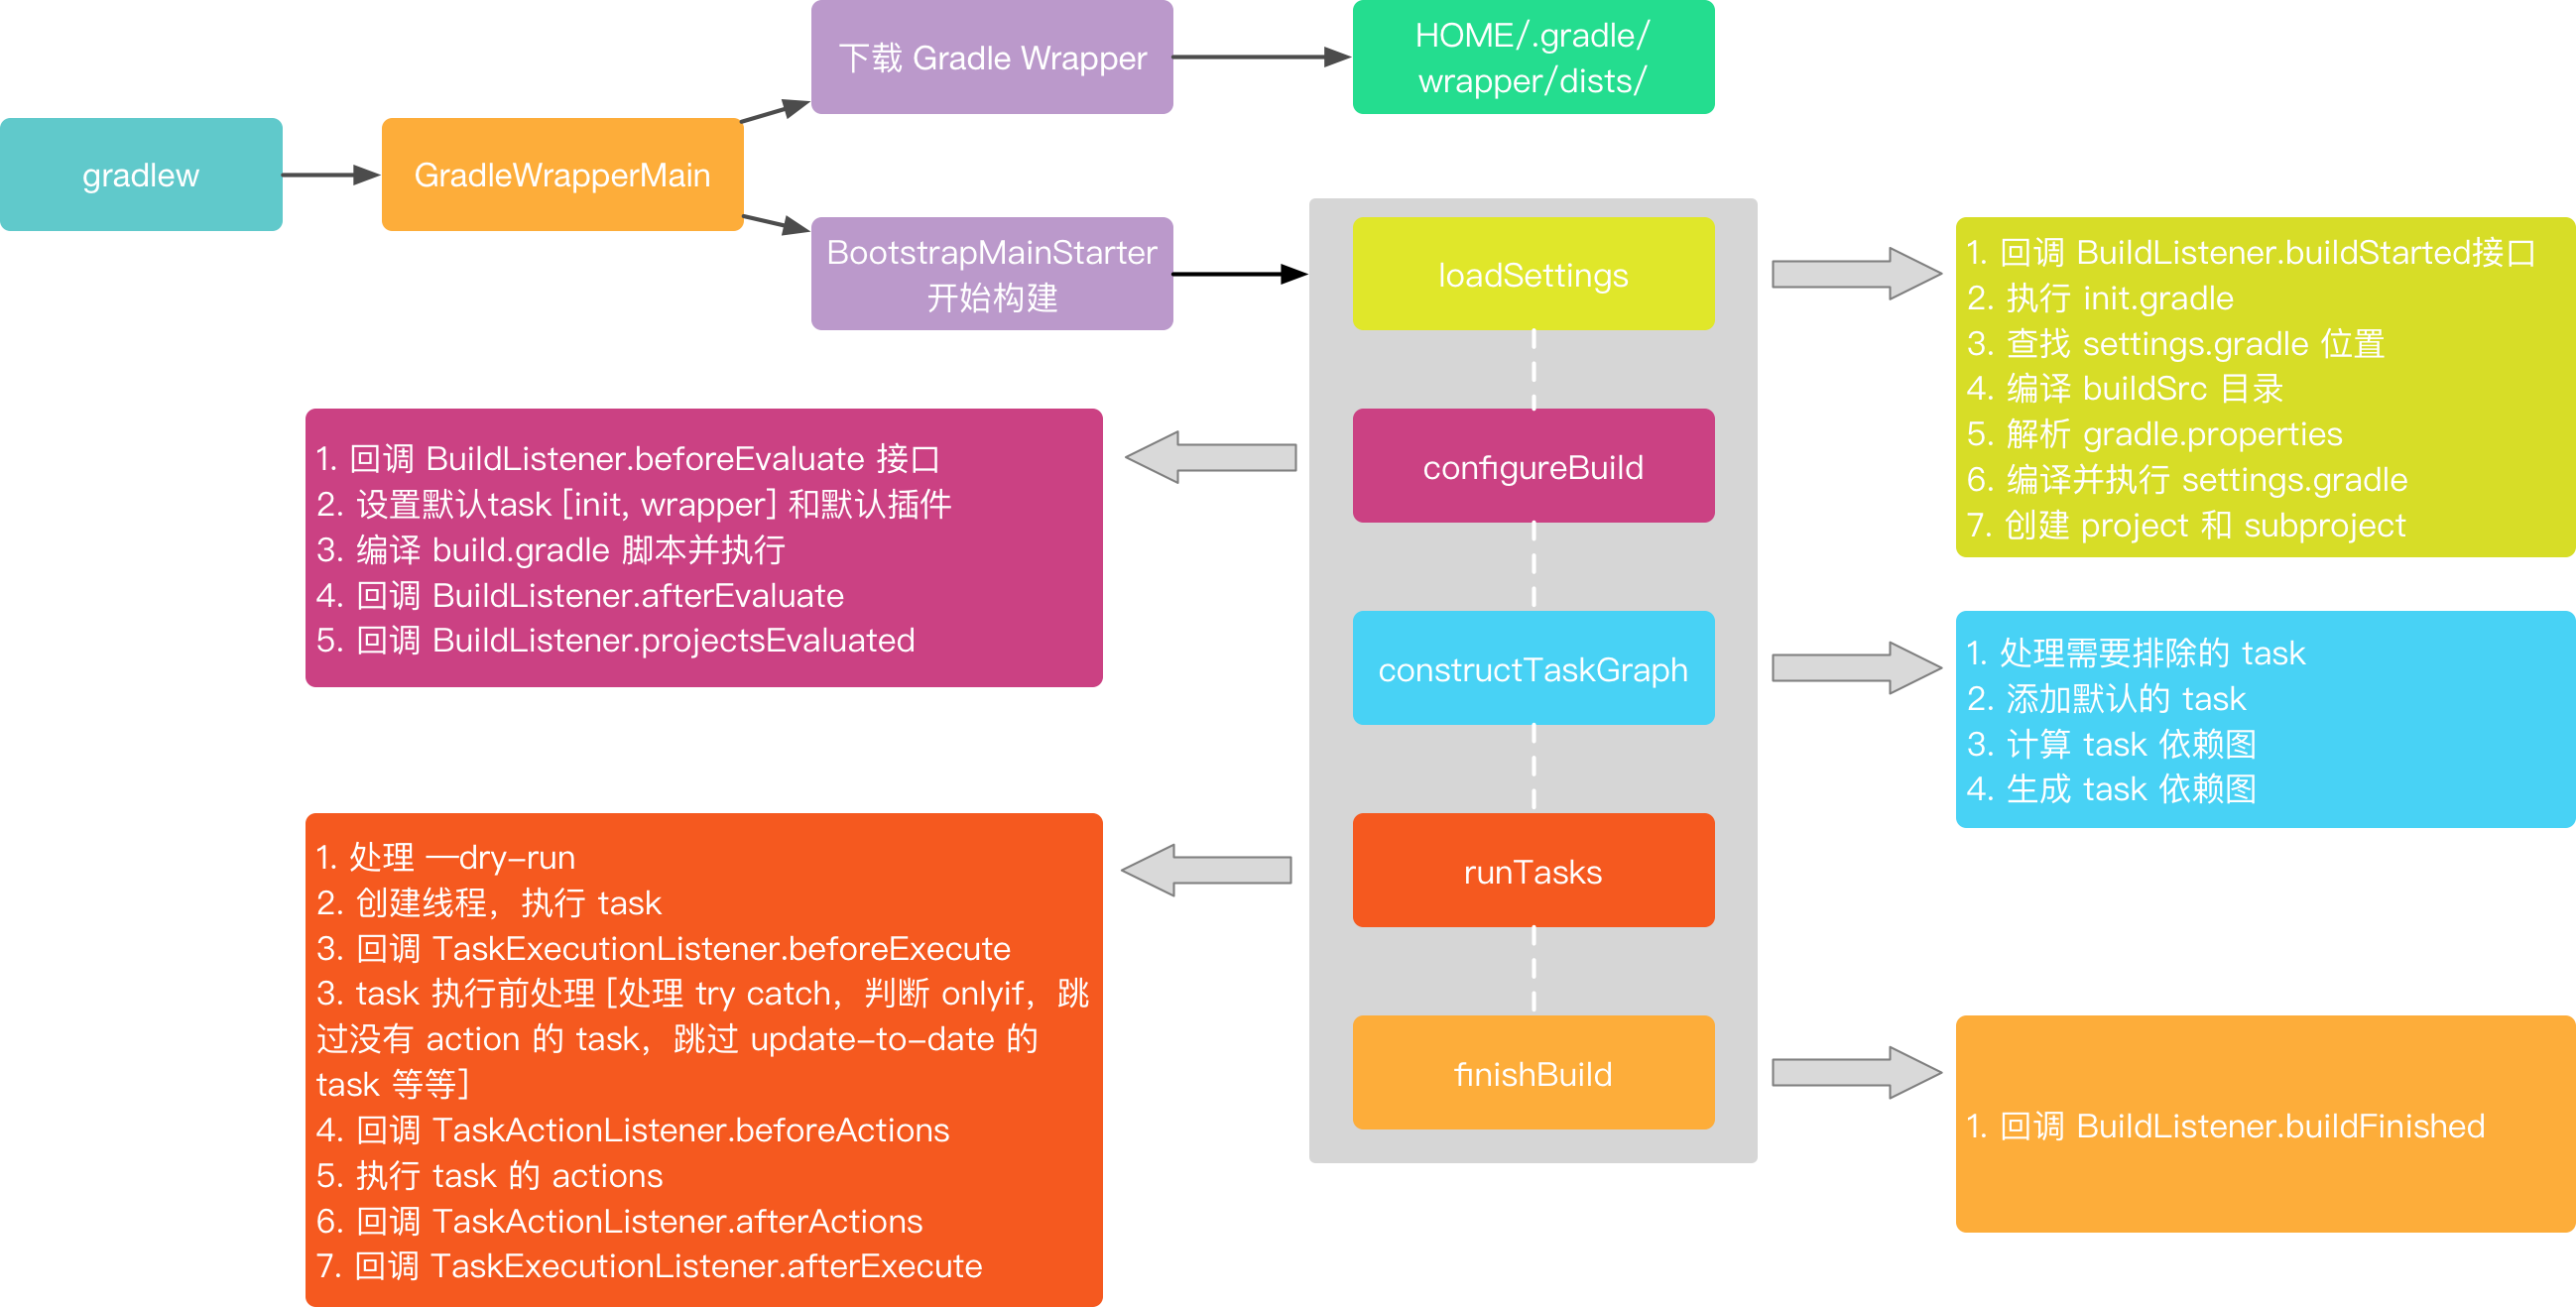 下载 Gradle Wrapper
HOME/.gradle/
wrapper/dists/
gradlew
GradleWrapperMain
BootstrapMainStarter
开始构建
loadSettings
1. 回调 BuildListener.buildStarted接口
2. 执行 init.gradle
3. 查找 settings.gradle 位置
4. 编译 buildSrc 目录
5. 解析 gradle.properties
6. 编译并执行 settings.gradle
7. 创建 project 和 subproject
configureBuild
1. 回调 BuildListener.beforeEvaluate 接口
2. 设置默认task [init, wrapper] 和默认插件
3. 编译 build.gradle 脚本并执行
4. 回调 BuildListener.afterEvaluate
5. 回调 BuildListener.projectsEvaluated
constructTaskGraph
1. 处理需要排除的 task
2. 添加默认的 task
3. 计算 task 依赖图
4. 生成 task 依赖图
runTasks
1. 处理 —dry-run
2. 创建线程，执行 task
3. 回调 TaskExecutionListener.beforeExecute
3. task 执行前处理 [处理 try catch，判断 onlyif，跳
过没有 action 的 task，跳过 update-to-date 的
task 等等]
4. 回调 TaskActionListener.beforeActions
5. 执行 task 的 actions
6. 回调 TaskActionListener.afterActions
7. 回调 TaskExecutionListener.afterExecute
finishBuild
1. 回调 BuildListener.buildFinished